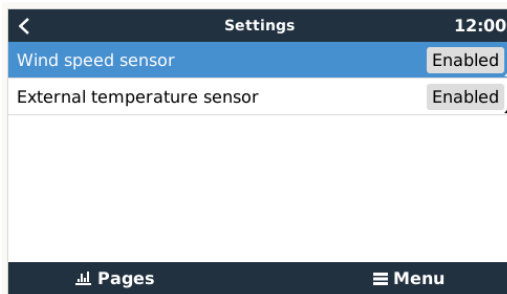 Settings 12:00
Wind speed sensor Enabled
External temperature sensor Enabled
Pages Menu